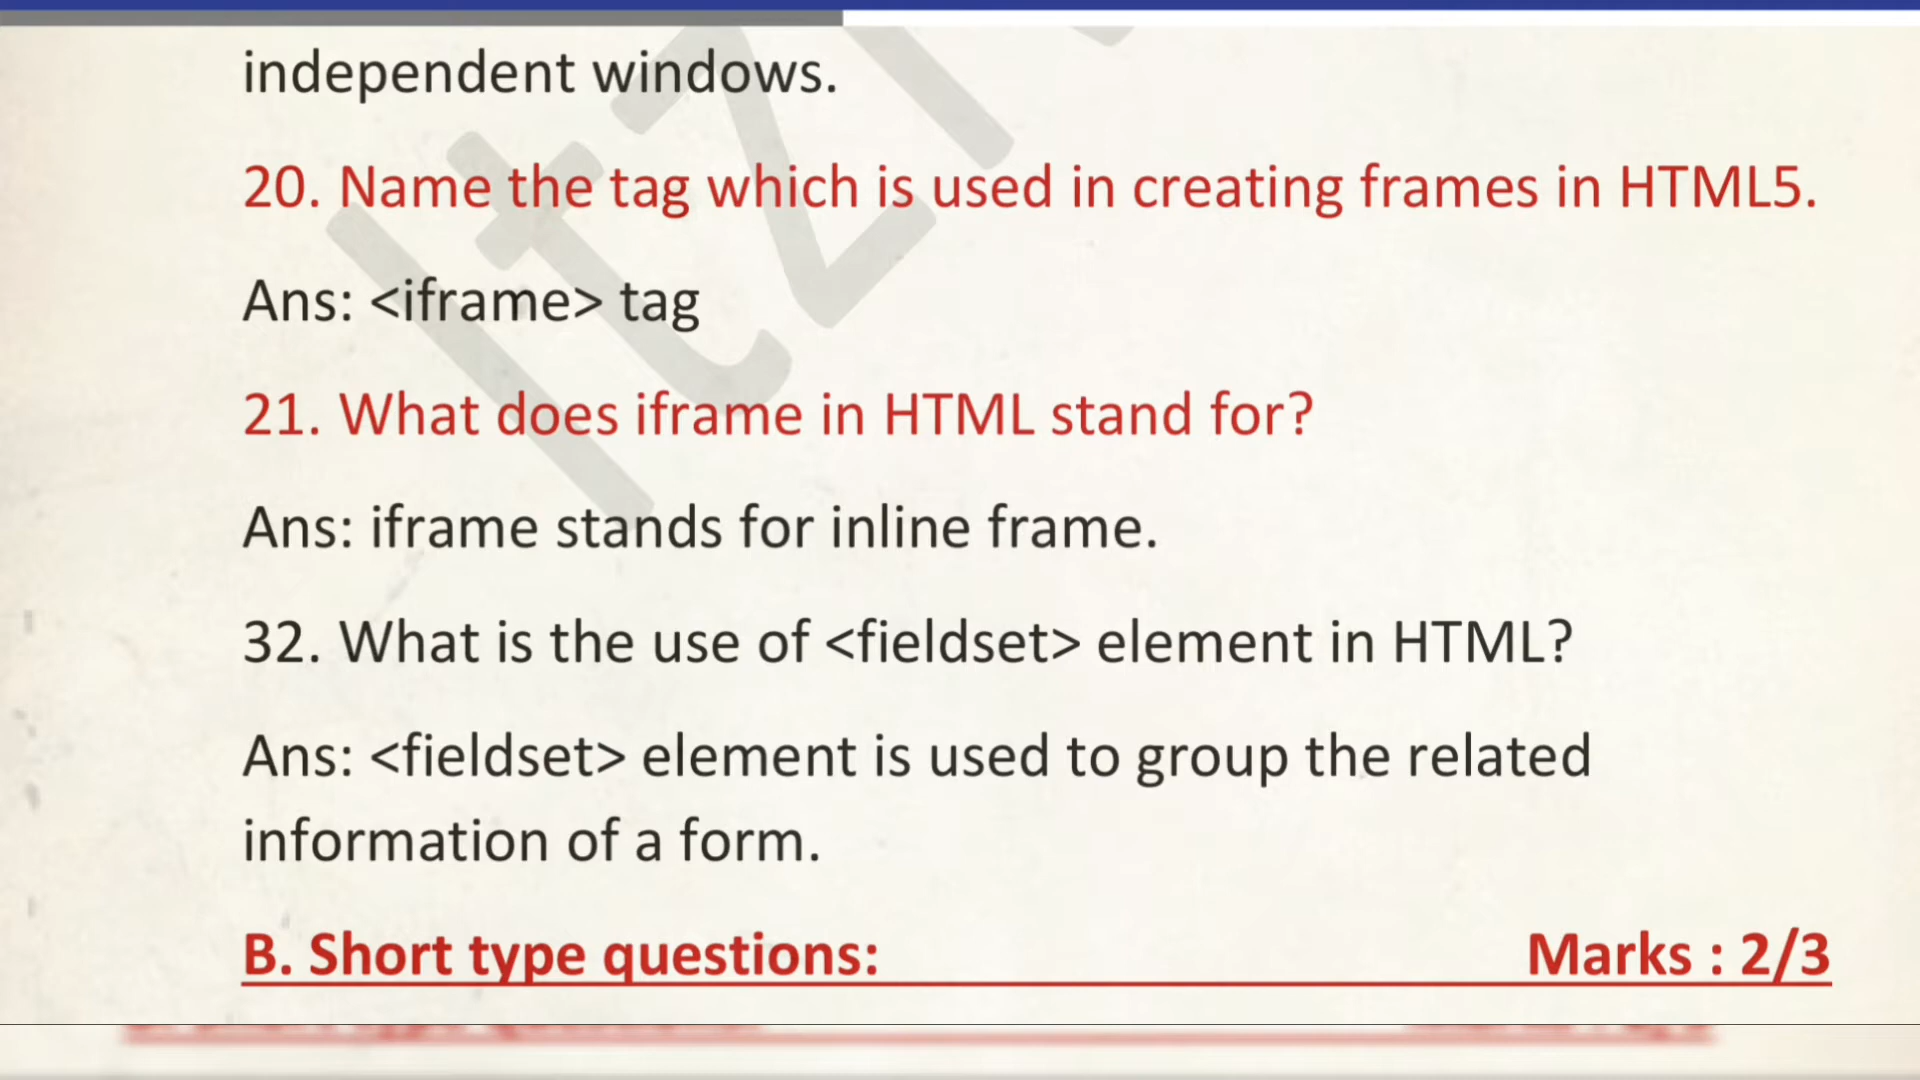 independent windows.
20. Name the tag which is used in creating frames in HTML5.
Ans: <iframe> tag
21. What does iframe in HTML stand for?
Ans: iframe stands for inline frame.
32. What is the use of <fieldset> element in HTML?
Ans: <fieldset> element is used to group the related
information of a form.
B. Short type questions: Marks : 2/3